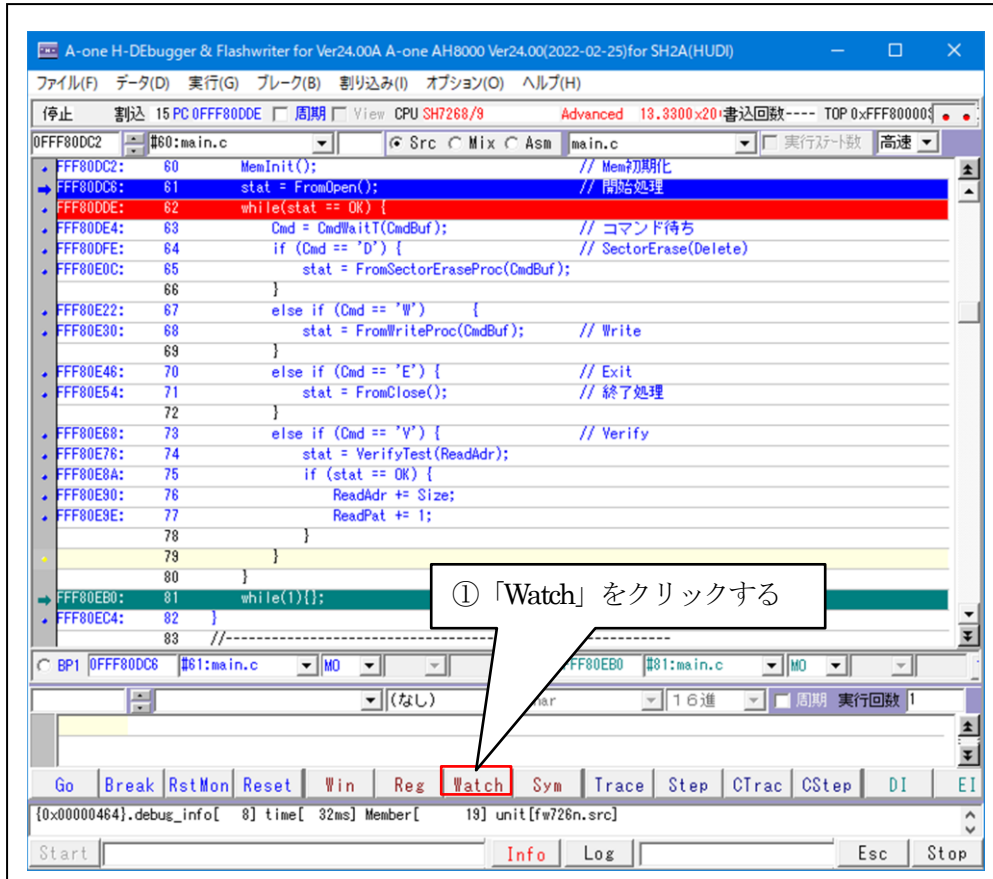 A-one H-DEbugger & Flashwriter for Ver24.00A A-one AH8000 Ver24.00(2022-02-25)for SH2A(HUDI)
ファイル(F) データ(D) 実行(G) ブレーク(B) 割り込み(I) オプション(O) ヘルプ(H)
停止 割込 15 PC 0FFF80DDE 周期 View CPU SH7268/9 Advanced 13.3300×20 書込回数---- TOP 0xFFF80000
0FFF80DC2 #60:main.c Src Mix Asm main.c 実行ステート数 高速
FFF80DC2: 60 MemInit(); // Mem初期化
FFF80DC6: 61 stat = FromOpen(); // 開始処理
FFF80DDE: 62 while(stat == OK) {
FFF80DE4: 63 Cmd = CmdWaitT(CmdBuf); // コマンド待ち
FFF80DFE: 64 if (Cmd == 'D') { // SectorErase(Delete)
FFF80E0C: 65 stat = FromSectorEraseProc(CmdBuf);
66 }
FFF80E22: 67 else if (Cmd == 'W') {
FFF80E30: 68 stat = FromWriteProc(CmdBuf); // Write
69 }
FFF80E46: 70 else if (Cmd == 'E') { // Exit
FFF80E54: 71 stat = FromClose(); // 終了処理
72 }
FFF80E68: 73 else if (Cmd == 'V') { // Verify
FFF80E76: 74 stat = VerifyTest(ReadAdr);
FFF80E8A: 75 if (stat == OK) {
FFF80E90: 76 ReadAdr += Size;
FFF80E9E: 77 ReadPat += 1;
78 }
79 }
80 }
①「Watch」をクリックする
FFF80EB0: 81 while(1){};
FFF80EC4: 82 }
83 //----------------------------------------------------------
BP1 0FFF80DC6 #61:main.c MO FF80EB0 #81:main.c MO
(なし) har 16進 周期 実行回数 1
Go Break RstMon Reset Win Reg Watch Sym Trace Step CTrac CStep DI EI
{0x00000464}.debug_info[ 8] time[ 32ms] Member[ 19] unit[fw726n.src]
Start Info Log Esc Stop